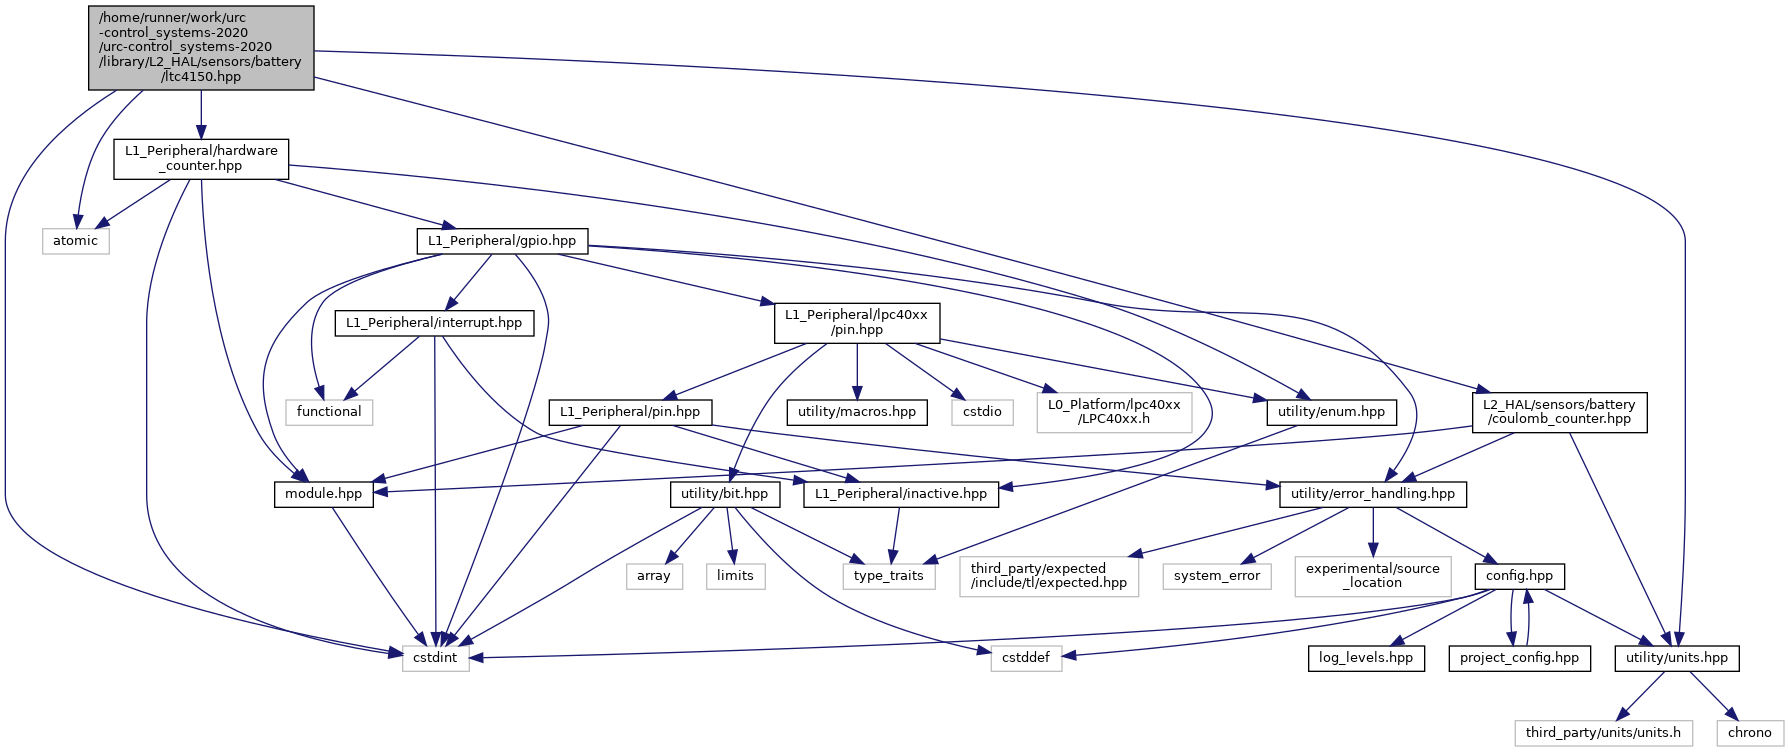 /home/runner/work/urc
-control_systems-2020
/urc-control_systems-2020
/library/L2_HAL/sensors/battery
/ltc4150.hpp
L1_Peripheral/hardware
_counter.hpp
atomic
L1_Peripheral/gpio.hpp
L1_Peripheral/interrupt.hpp
L1_Peripheral/lpc40xx
/pin.hpp
functional
L1_Peripheral/pin.hpp
utility/macros.hpp
cstdio
L0_Platform/lpc40xx
/LPC40xx.h
utility/enum.hpp
L2_HAL/sensors/battery
/coulomb_counter.hpp
module.hpp
utility/bit.hpp
L1_Peripheral/inactive.hpp
utility/error_handling.hpp
array
limits
type_traits
third_party/expected
/include/tl/expected.hpp
system_error
experimental/source
_location
config.hpp
cstdint
cstddef
log_levels.hpp
project_config.hpp
utility/units.hpp
third_party/units/units.h
chrono